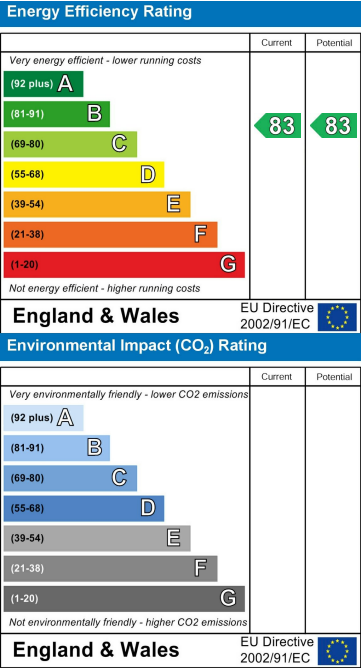 Energy Efficiency Rating
Current Potential
Very energy efficient - lower running costs
(92 plus) A
(81-91) B
83 83
(69-80) C
(55-68) D
(39-54) E
(21-38) F
(1-20) G
Not energy efficient - higher running costs
England & Wales
EU Directive
2002/91/EC
Environmental Impact (CO₂) Rating
Current Potential
Very environmentally friendly - lower CO2 emissions
(92 plus) A
(81-91) B
(69-80) C
(55-68) D
(39-54) E
(21-38) F
(1-20) G
Not environmentally friendly - higher CO2 emissions
England & Wales
EU Directive
2002/91/EC